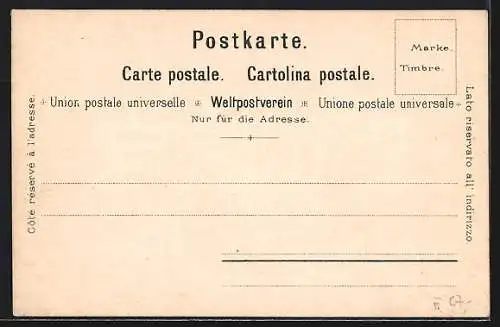 Postkarte.
Marke.
Timbre.
Carte postale. Cartolina postale.
Union postale universelle Weltpostverein Unione postale universale
Nur für die Adresse.
Côté réservé à l'adresse.
Lato riservato all' indirizzo.